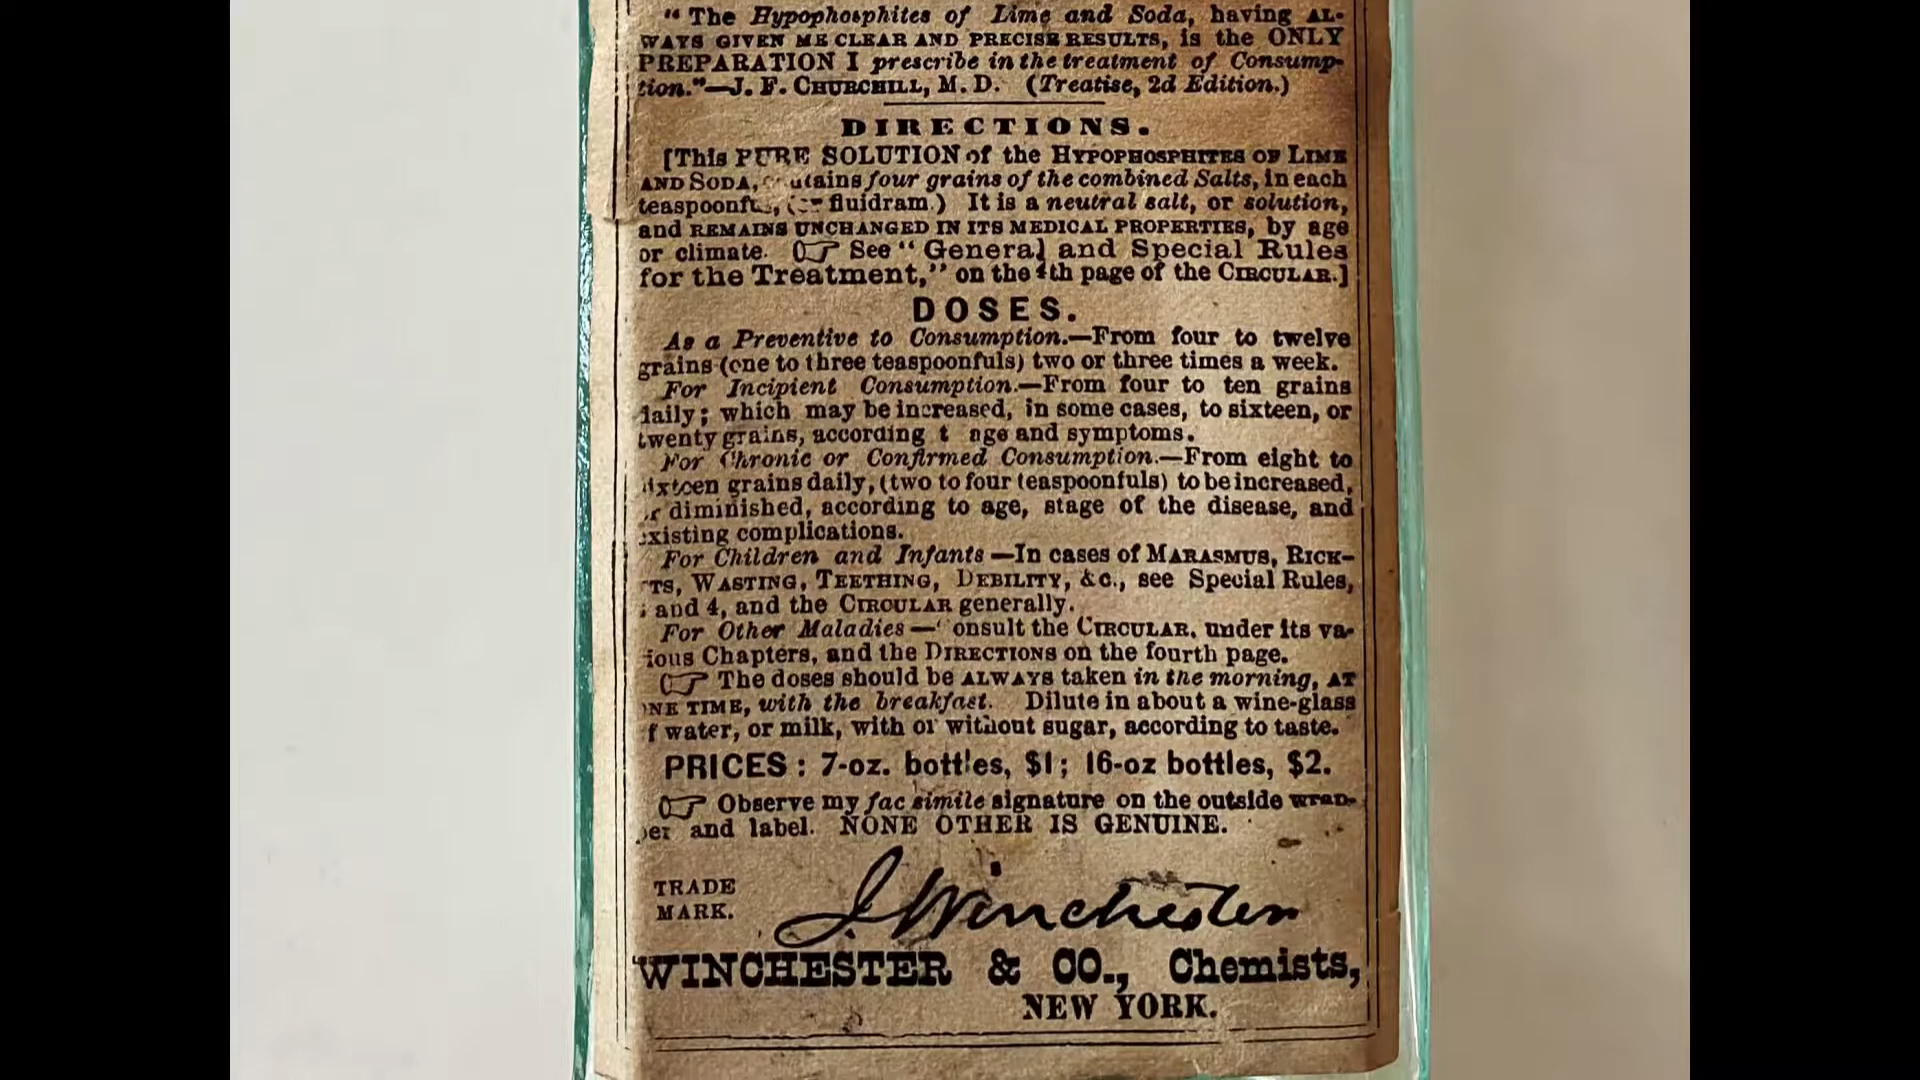 "The Hypophosphites of Lime and Soda, having AL-
WAYS GIVEN ME CLEAR AND PRECISE RESULTS, is the ONLY
PREPARATION I prescribe in the treatment of Consump-
tion."—J. F. CHURCHILL, M. D. (Treatise, 2d Edition.)
DIRECTIONS.
[This PURE SOLUTION of the HYPOPHOSPHITES OF LIME
AND SODA, contains four grains of the combined Salts, in each
(or fluidram.) It is a neutral salt, or solution,
and REMAINS UNCHANGED IN ITS MEDICAL PROPERTIES, by age
or climate. ☞ See "General and Special Rules
for the Treatment," on the 4th page of the CIRCULAR.]
DOSES.
As a Preventive to Consumption.—From four to twelve
grains (one to three teaspoonfuls) two or three times a week.
For Incipient Consumption.—From four to ten grains
daily; which may be increased, in some cases, to sixteen, or
twenty grains, according t age and symptoms.
For Chronic or Confirmed Consumption.—From eight to
ixteen grains daily, (two to four teaspoonfuls) to be increased,
r diminished, according to age, stage of the disease, and
existing complications.
For Children and Infants—In cases of MARASMUS, RICK-
TS, WASTING, TEETHING, DEBILITY, &c., see Special Rules,
and 4, and the CIRCULAR generally.
For Other Maladies—onsult the CIRCULAR, under its va-
ious Chapters, and the DIRECTIONS on the fourth page.
☞ The doses should be ALWAYS taken in the morning, AT
NE TIME, with the breakfast. Dilute in about a wine-glass
f water, or milk, with or without sugar, according to taste.
PRICES: 7-oz. bottles, $1; 16-oz bottles, $2.
☞ Observe my fac simile signature on the outside wrap-
per and label. NONE OTHER IS GENUINE.
TRADE
MARK.
J. Winchester
WINCHESTER & CO., Chemists,
NEW YORK.